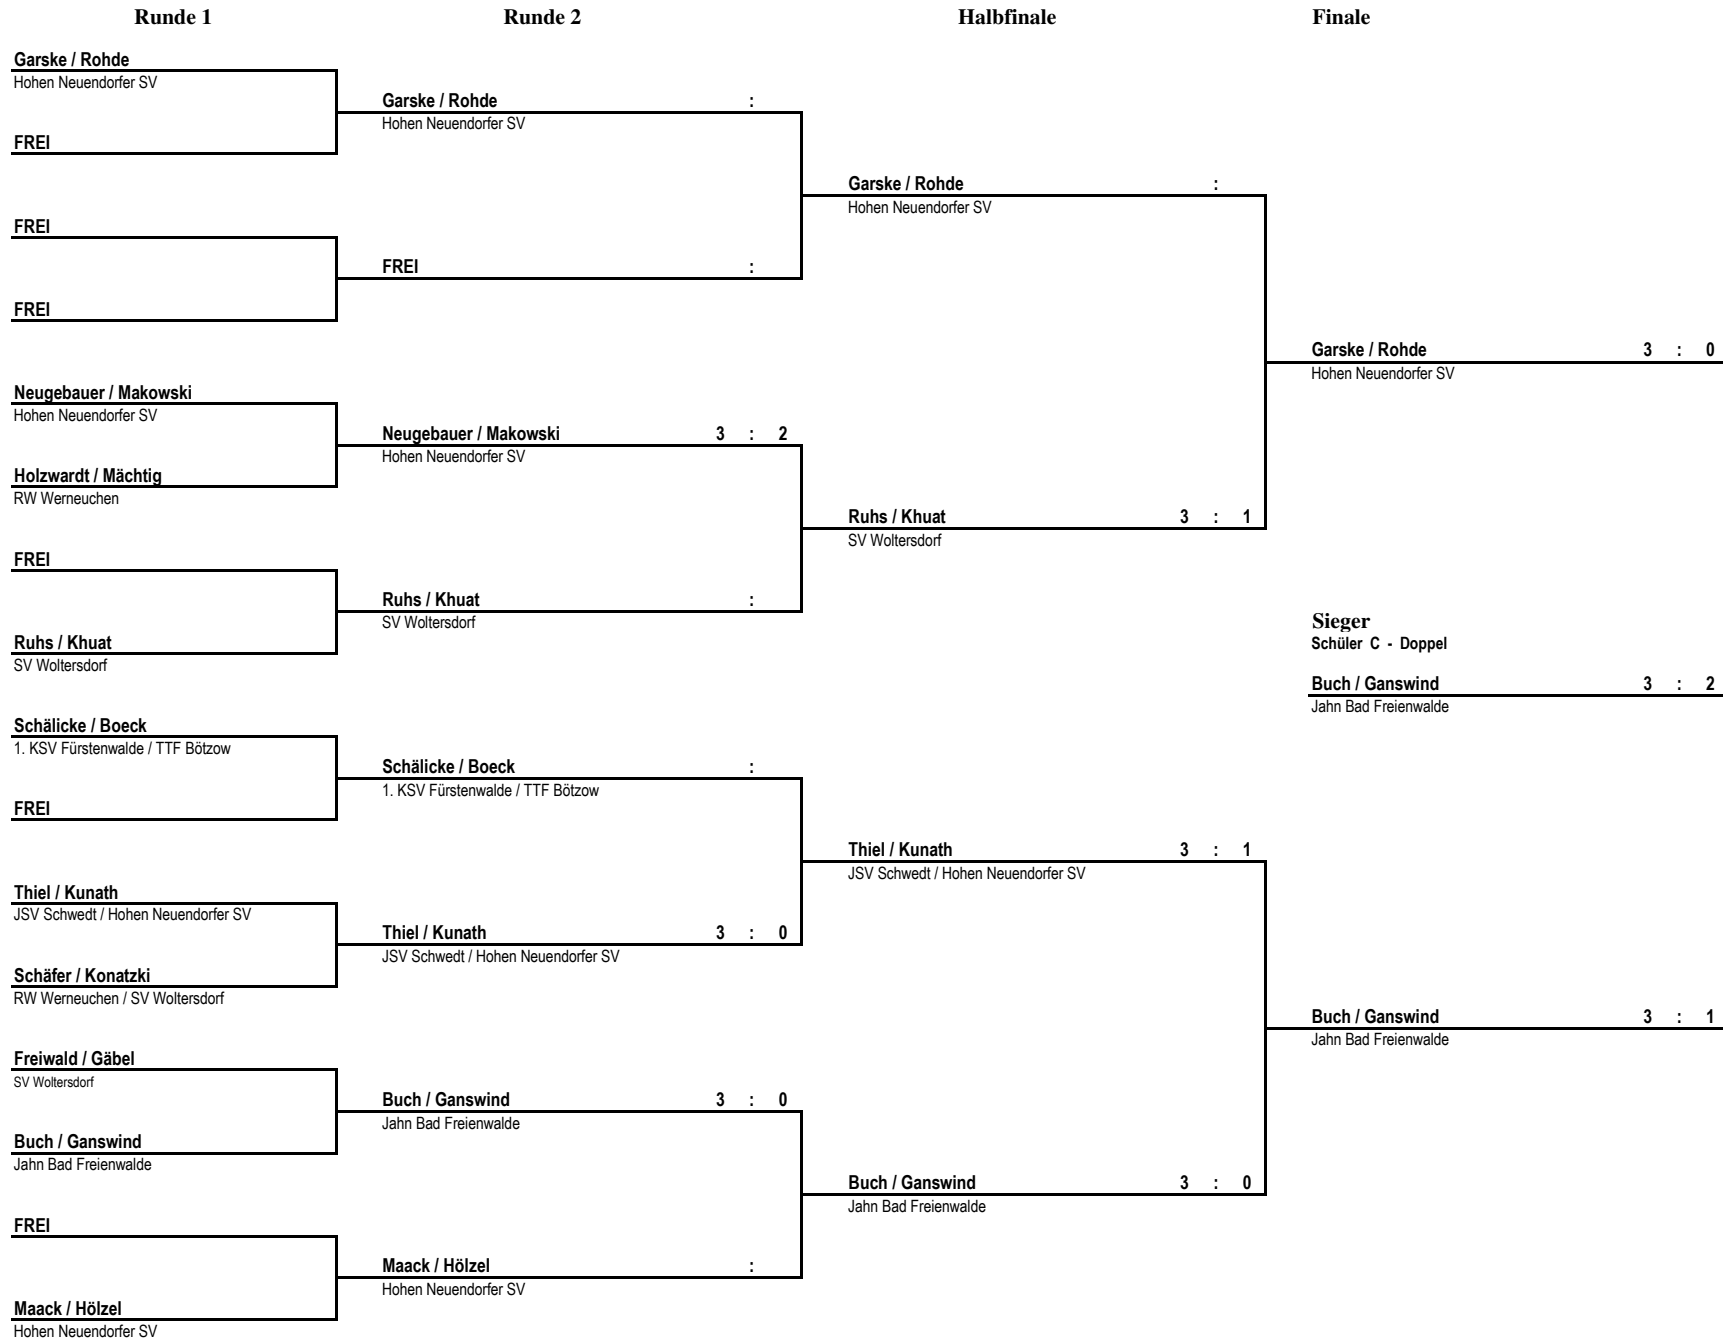 Runde 1
Runde 2
Halbfinale
Finale
Garske / Rohde
Hohen Neuendorfer SV
FREI
FREI
FREI
Neugebauer / Makowski
Hohen Neuendorfer SV
Holzwardt / Mächtig
RW Werneuchen
FREI
Ruhs / Khuat
SV Woltersdorf
Schälicke / Boeck
1. KSV Fürstenwalde / TTF Bötzow
FREI
Thiel / Kunath
JSV Schwedt / Hohen Neuendorfer SV
Schäfer / Konatzki
RW Werneuchen / SV Woltersdorf
Freiwald / Gäbel
SV Woltersdorf
Buch / Ganswind
Jahn Bad Freienwalde
FREI
Maack / Hölzel
Hohen Neuendorfer SV
Garske / Rohde :
Hohen Neuendorfer SV
FREI :
Neugebauer / Makowski 3 : 2
Hohen Neuendorfer SV
Ruhs / Khuat :
SV Woltersdorf
Schälicke / Boeck :
1. KSV Fürstenwalde / TTF Bötzow
Thiel / Kunath 3 : 0
JSV Schwedt / Hohen Neuendorfer SV
Buch / Ganswind 3 : 0
Jahn Bad Freienwalde
Maack / Hölzel :
Hohen Neuendorfer SV
Garske / Rohde :
Hohen Neuendorfer SV
Ruhs / Khuat 3 : 1
SV Woltersdorf
Thiel / Kunath 3 : 1
JSV Schwedt / Hohen Neuendorfer SV
Buch / Ganswind 3 : 0
Jahn Bad Freienwalde
Garske / Rohde 3 : 0
Hohen Neuendorfer SV
Sieger
Schüler C - Doppel
Buch / Ganswind 3 : 2
Jahn Bad Freienwalde
Buch / Ganswind 3 : 1
Jahn Bad Freienwalde